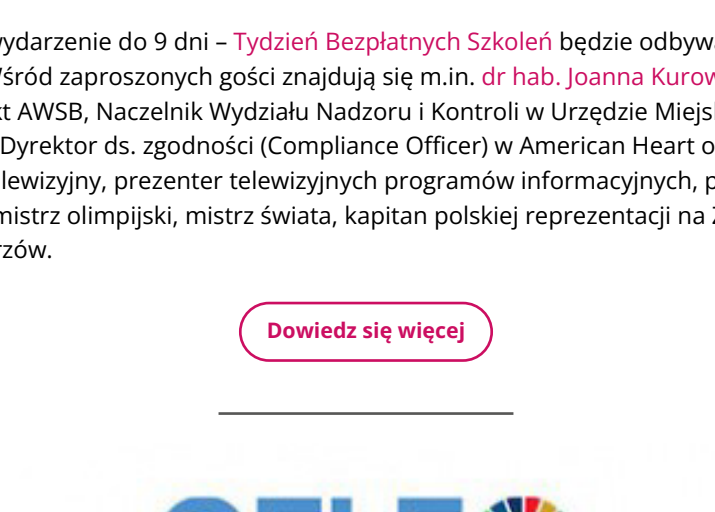 wydarzenie do 9 dni – Tydzień Bezpłatnych Szkoleń będzie odbywa
Wśród zaproszonych gości znajdują się m.in. dr hab. Joanna Kurow
kt AWSB, Naczelnik Wydziału Nadzoru i Kontroli w Urzędzie Miejs
Dyrektor ds. zgodności (Compliance Officer) w American Heart o
lewizyjny, prezenter telewizyjnych programów informacyjnych, p
mistrz olimpijski, mistrz świata, kapitan polskiej reprezentacji na
rzów.
Dowiedz się więcej